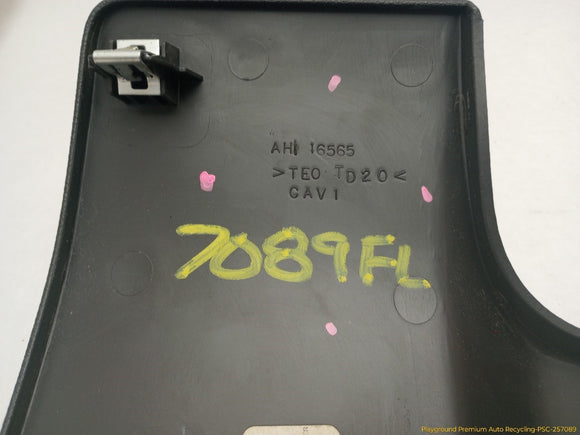 AHI 16565
>TEO TD20<
CAV1
7089FL
Playground Premium Auto Recycling-PSC-257089